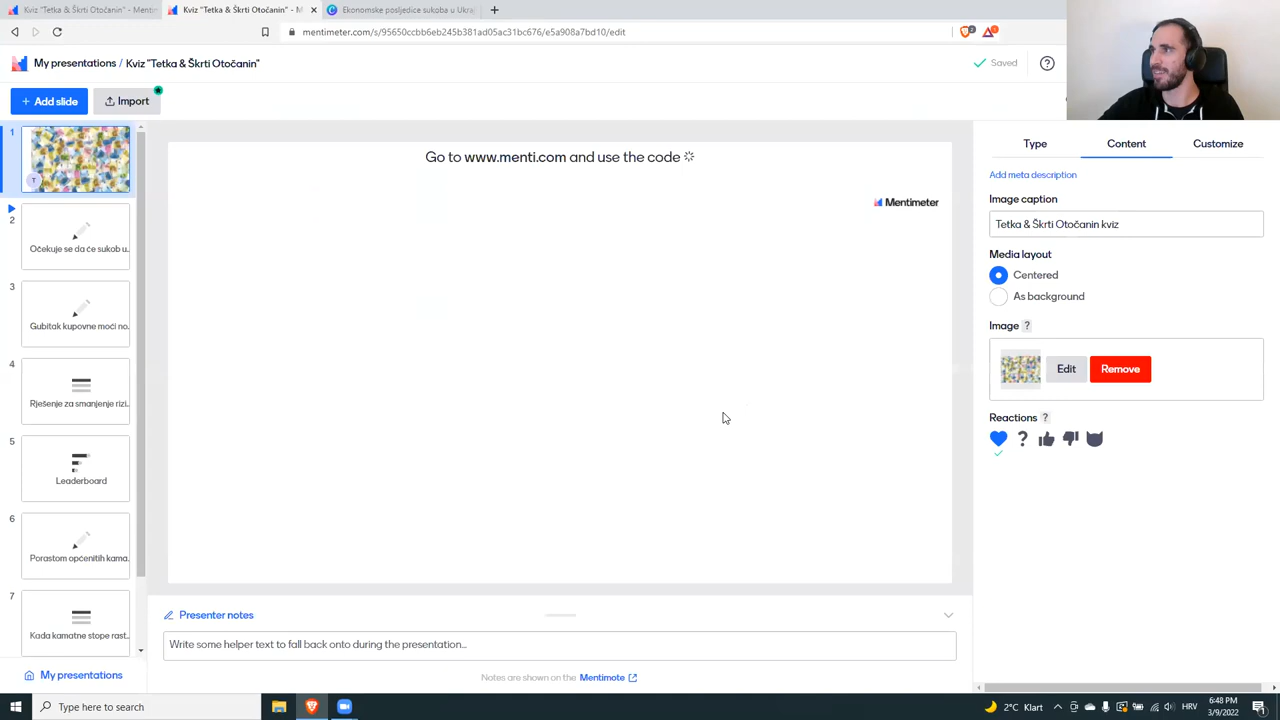 Kviz "Tetka & Škrti Otočanin" - Mentim
Kviz "Tetka & Škrti Otočanin" - M
Ekonomske posljedice sukoba u Ukraj
mentimeter.com/s/95650ccbb6eb245b381ad05ac31bc676/e5a908a7bd10/edit
My presentations / Kviz "Tetka & Škrti Otočanin"
Saved
+ Add slide
Import
Type
Content
Customize
1
Go to www.menti.com and use the code
Mentimeter
Add meta description
Image caption
Tetka & Škrti Otočanin kviz
Media layout
Centered
As background
Image ?
Edit
Remove
Reactions ?
2
Očekuje se da će sukob u..
3
Gubitak kupovne moći no..
4
Rješenje za smanjenje rizi..
5
Leaderboard
6
Porastom općenitih kama..
7
Kada kamatne stope rast..
Presenter notes
Write some helper text to fall back onto during the presentation...
Notes are shown on the Mentimote
My presentations
Type here to search
2°C Klart
HRV
6:48 PM
3/9/2022